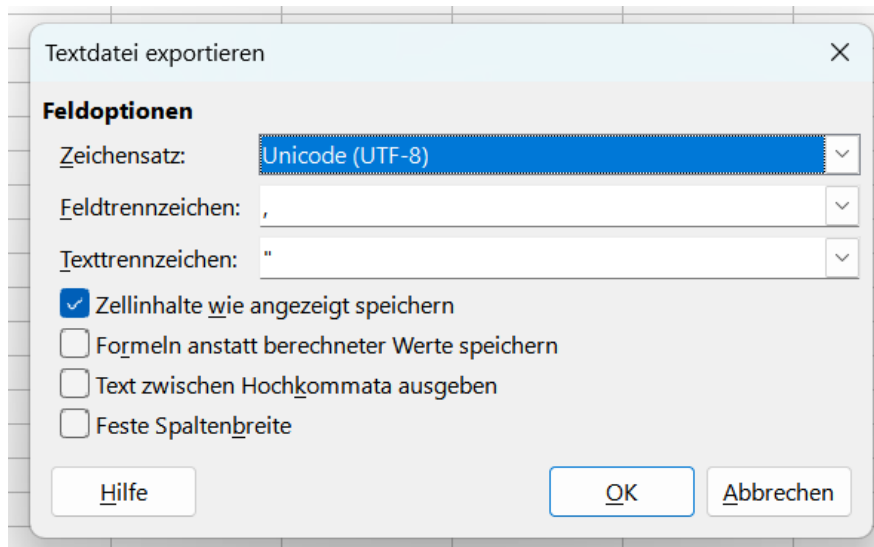 Textdatei exportieren
Feldoptionen
Zeichensatz: Unicode (UTF-8)
Feldtrennzeichen: ,
Texttrennzeichen: "
Zellinhalte wie angezeigt speichern
Formeln anstatt berechneter Werte speichern
Text zwischen Hochkommata ausgeben
Feste Spaltenbreite
Hilfe OK Abbrechen